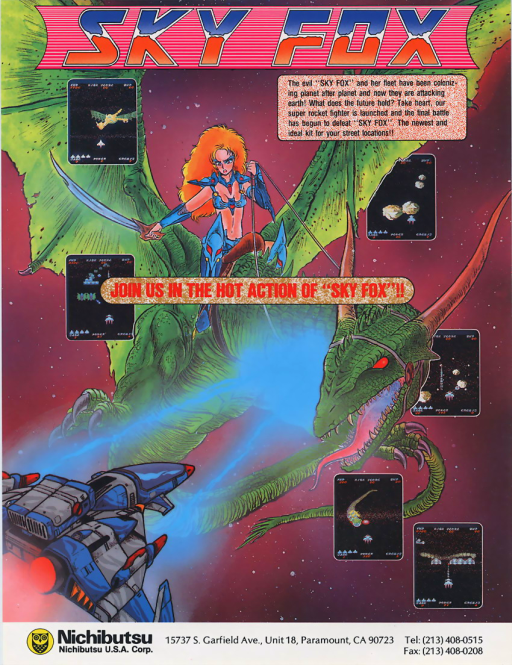 SKY FOX
The evil "SKY FOX" and her fleet have been coloniz-
ing planet after planet and now they are attacking
earth! What does the future hold? Take heart, our
super rocket fighter is launched and the final battle
has begun to defeat "SKY FOX". The newest and
ideal kit for your street locations!!
JOIN US IN THE HOT ACTION OF "SKY FOX"!!
Nichibutsu
Nichibutsu U.S.A. Corp.
15737 S. Garfield Ave., Unit 18, Paramount, CA 90723
Tel: (213) 408-0515
Fax: (213) 408-0208